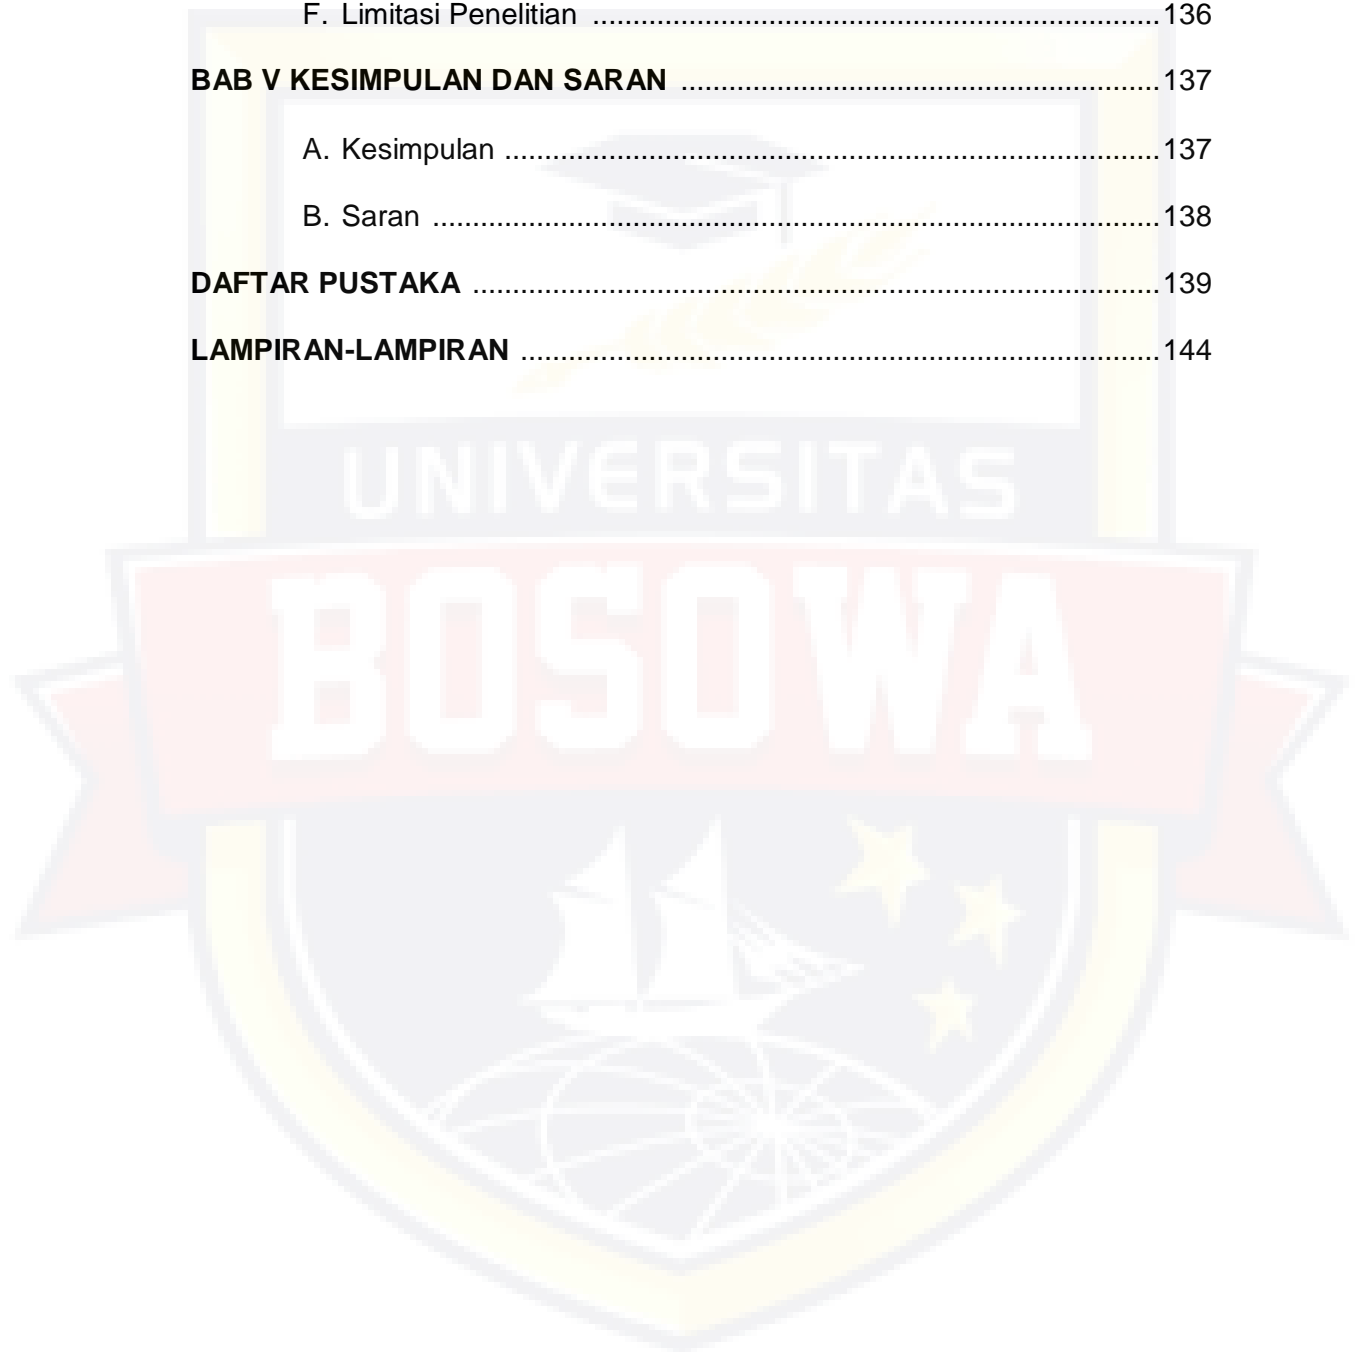 F. Limitasi Penelitian ........................................................................136
BAB V KESIMPULAN DAN SARAN .............................................................137
A. Kesimpulan ...................................................................................137
B. Saran ............................................................................................138
DAFTAR PUSTAKA .......................................................................................139
LAMPIRAN-LAMPIRAN .................................................................................144
UNIVERSITAS
BOSOWA